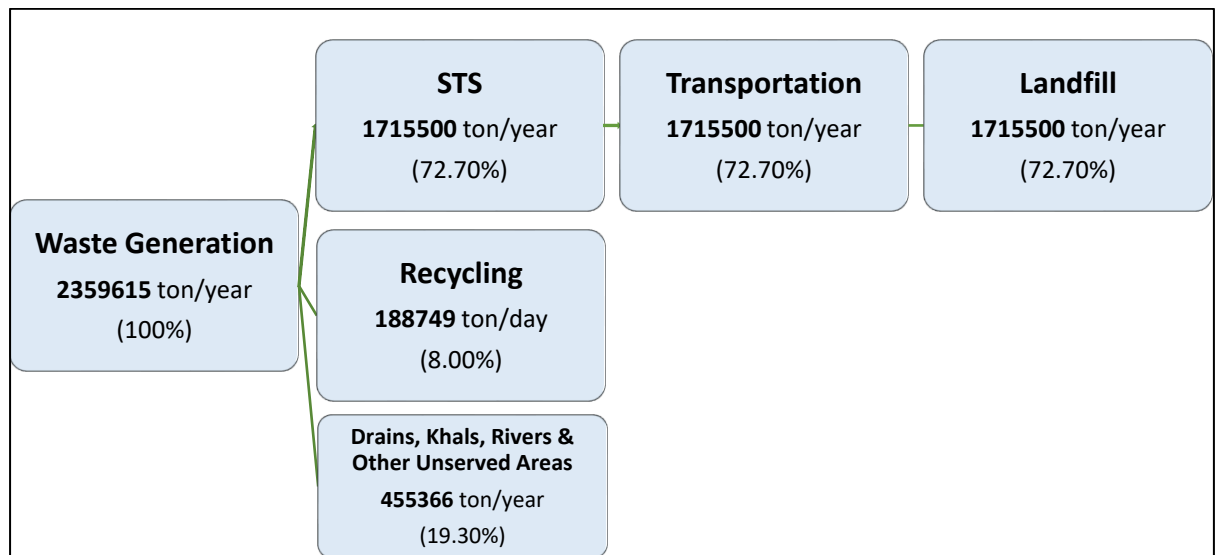 STS
1715500 ton/year
(72.70%)
Transportation
1715500 ton/year
(72.70%)
Landfill
1715500 ton/year
(72.70%)
Waste Generation
2359615 ton/year
(100%)
Recycling
188749 ton/day
(8.00%)
Drains, Khals, Rivers &
Other Unserved Areas
455366 ton/year
(19.30%)